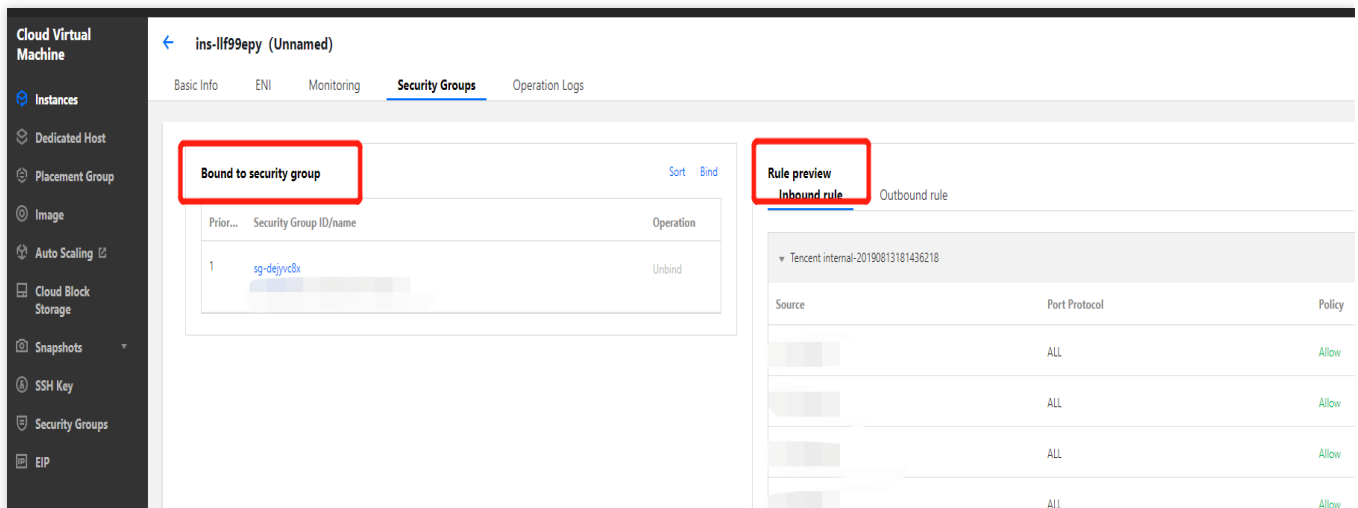 Cloud Virtual
Machine
Instances
Dedicated Host
Placement Group
Image
Auto Scaling
Cloud Block
Storage
Snapshots
SSH Key
Security Groups
IP EIP
ins-llf99epy (Unnamed)
Basic Info ENI Monitoring Security Groups Operation Logs
Bound to security group Sort Bind
Prior... Security Group ID/name Operation
1 sg-dejyvc8x Unbind
Rule preview
Inbound rule Outbound rule
Tencent internal-20190813181436218
Source Port Protocol Policy
ALL Allow
ALL Allow
ALL Allow
ALL Allow